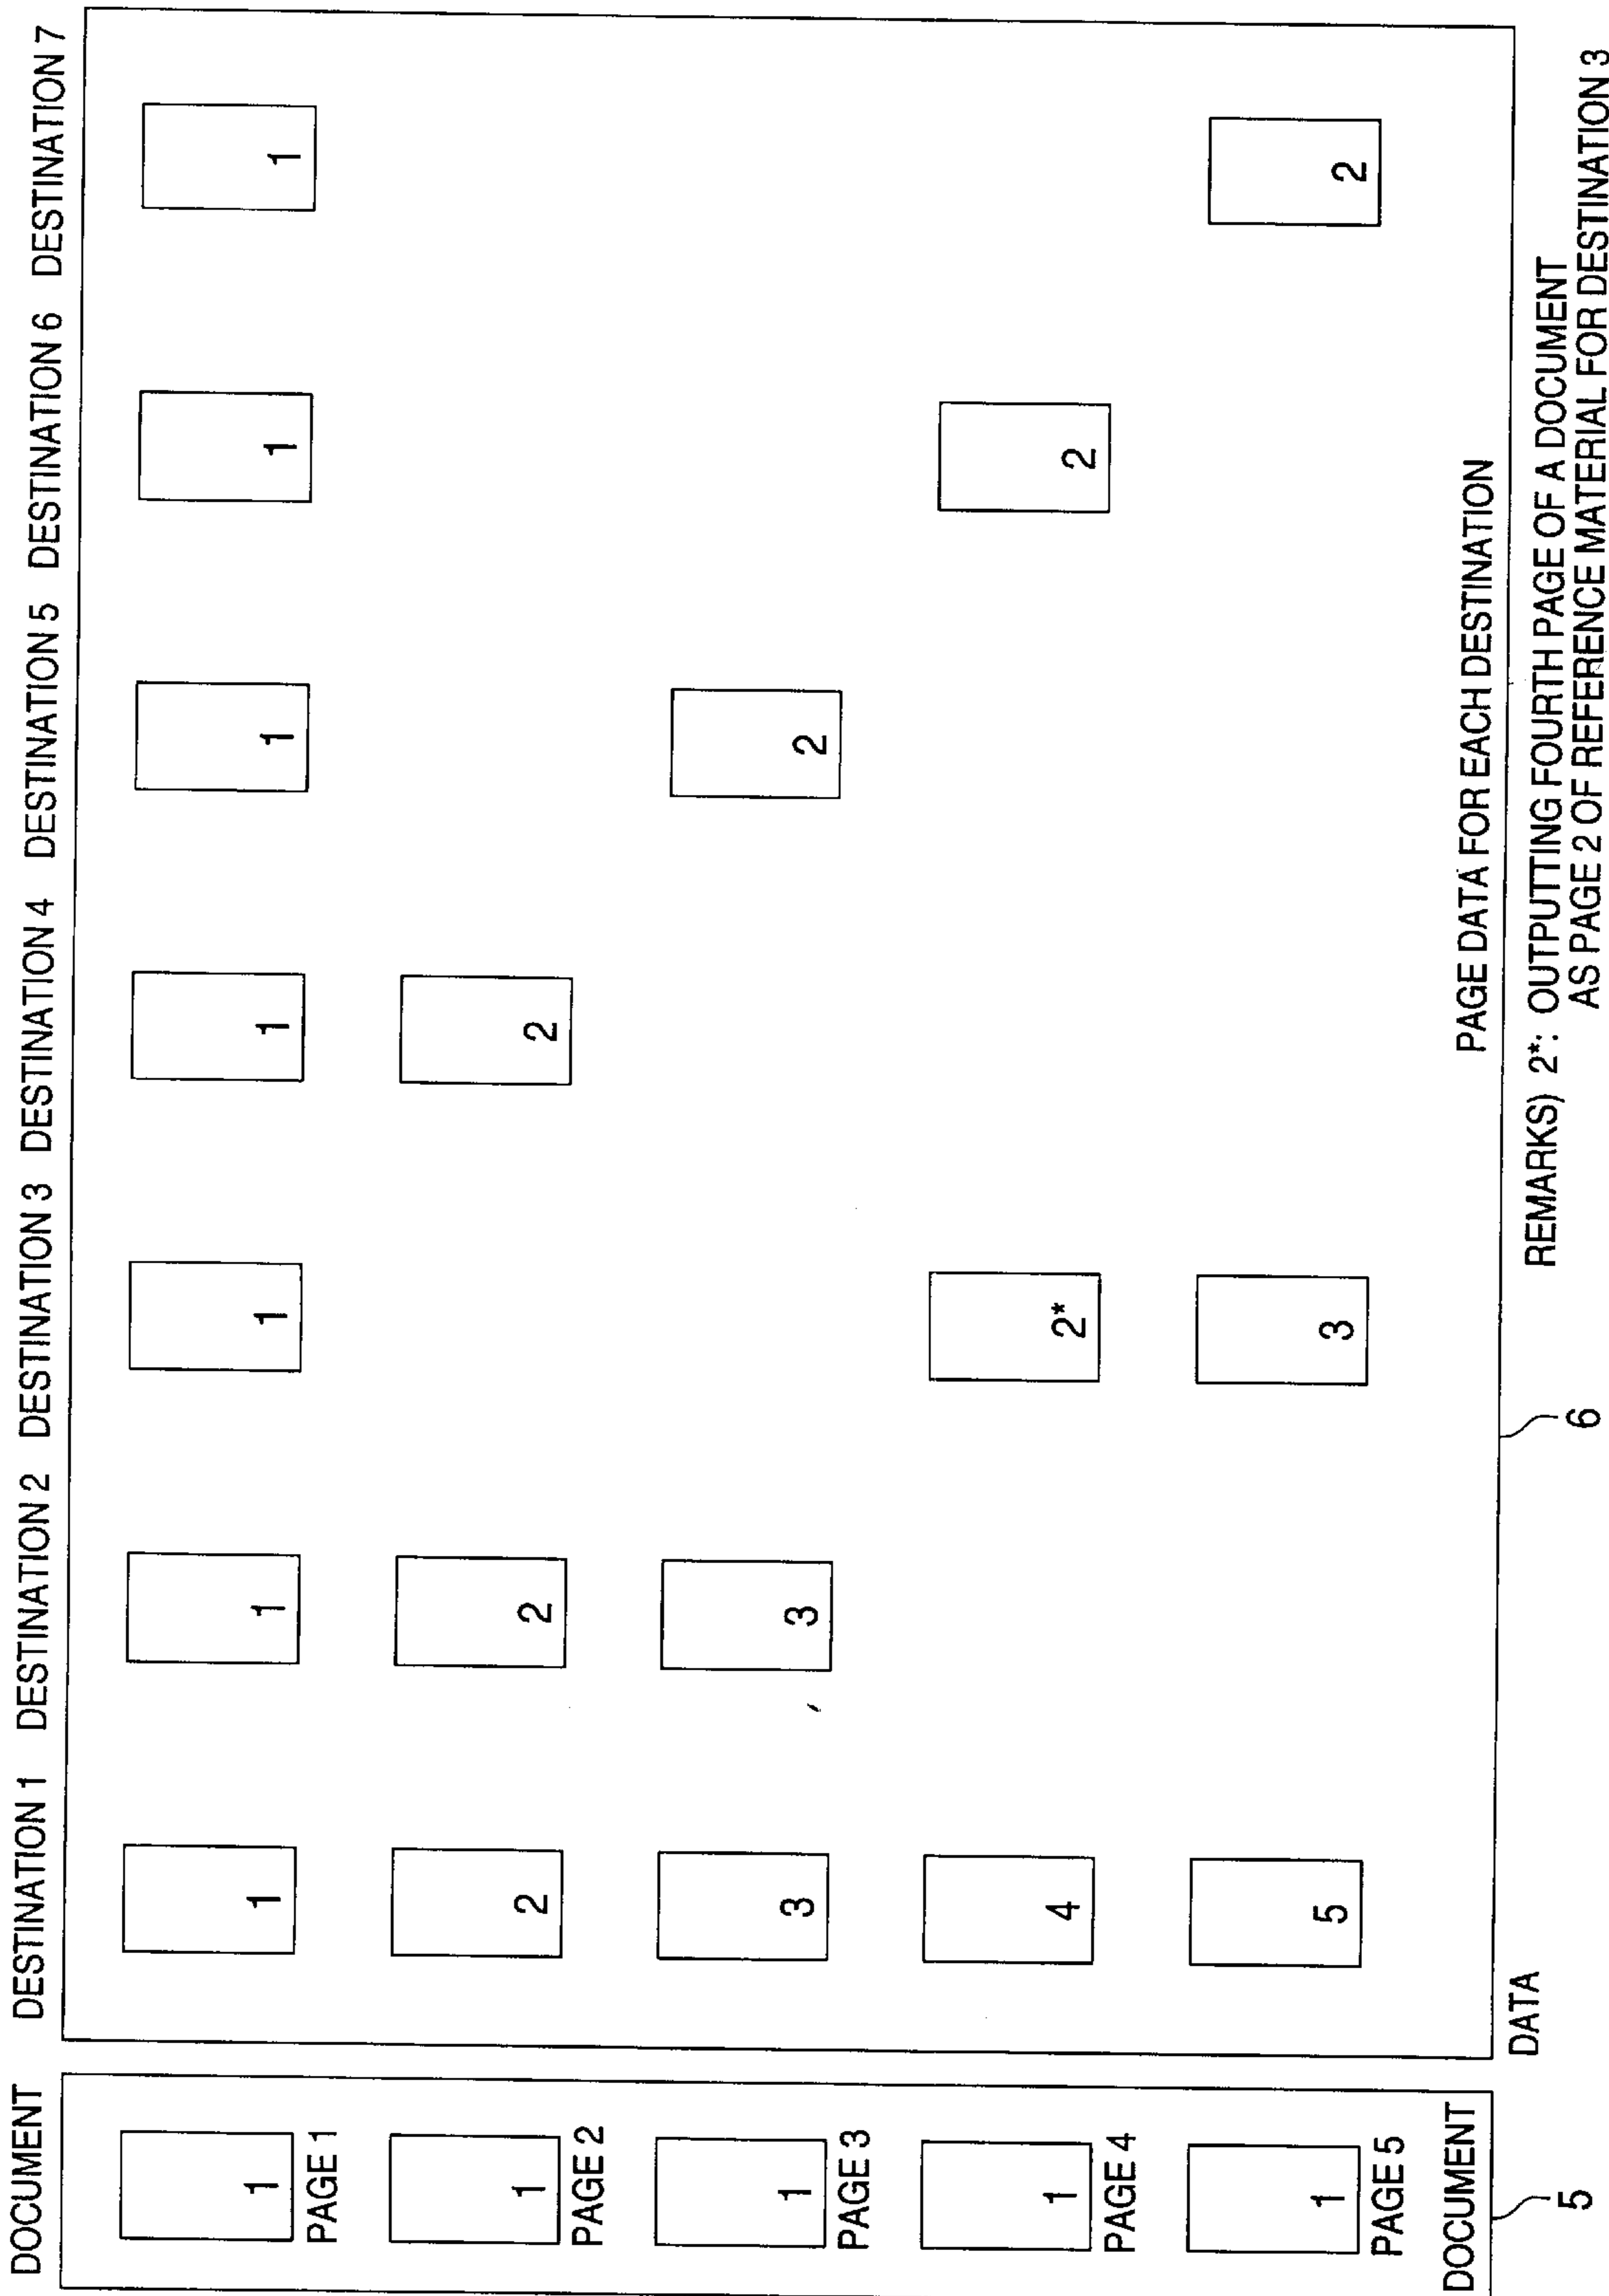 DOCUMENT DESTINATION 1 DESTINATION 2 DESTINATION 3 DESTINATION 4 DESTINATION 5 DESTINATION 6 DESTINATION 7
1 1 1 1 1 1 1 1
PAGE 1
1 2 2 2
PAGE 2
1 3 3 2
PAGE 3
1 4 2* 2
PAGE 4
1 5 3 2
PAGE 5
DOCUMENT PAGE DATA FOR EACH DESTINATION
DATA
REMARKS) 2*: OUTPUTTING FOURTH PAGE OF A DOCUMENT
AS PAGE 2 OF REFERENCE MATERIAL FOR DESTINATION 3
5 6